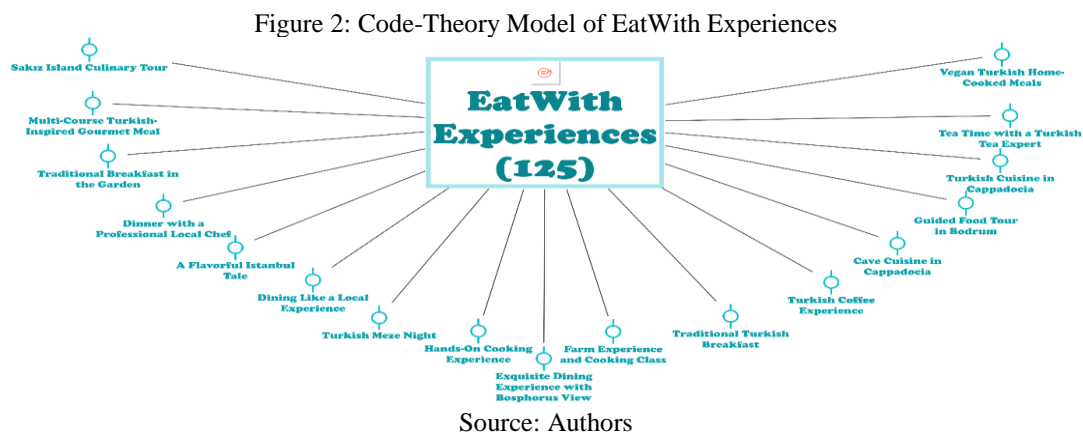 Figure 2: Code-Theory Model of EatWith Experiences
EatWith
Experiences
(125)
Sakız Island Culinary Tour
Multi-Course Turkish-
Inspired Gourmet Meal
Traditional Breakfast in
the Garden
Dinner with a
Professional Local Chef
A Flavorful Istanbul
Tale
Dining Like a Local
Experience
Turkish Meze Night
Hands-On Cooking
Experience
Exquisite Dining
Experience with
Bosphorus View
Farm Experience
and Cooking Class
Traditional Turkish
Breakfast
Turkish Coffee
Experience
Cave Cuisine in
Cappadocia
Guided Food Tour
in Bodrum
Turkish Cuisine in
Cappadocia
Tea Time with a Turkish
Tea Expert
Vegan Turkish Home-
Cooked Meals
Source: Authors